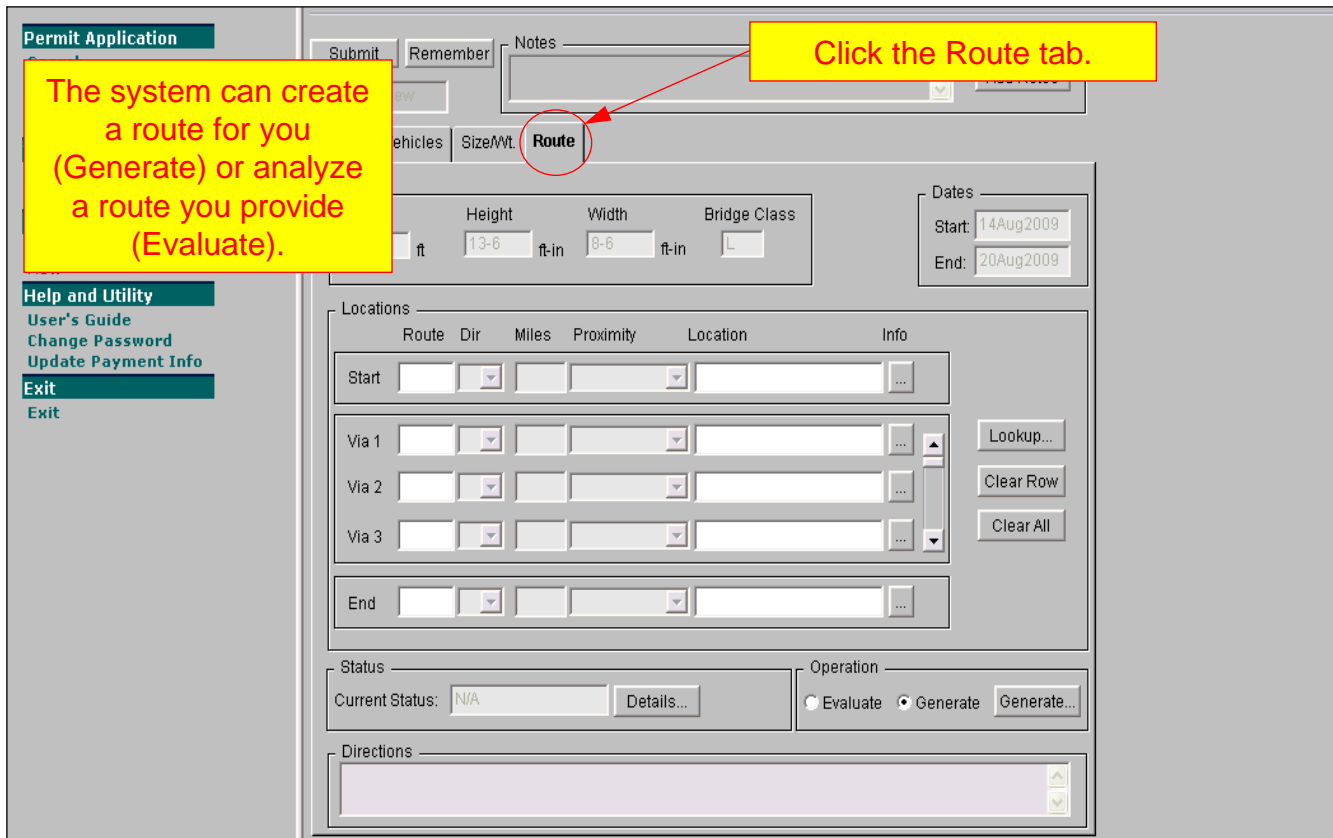 Permit Application
The system can create
a route for you
(Generate) or analyze
a route you provide
(Evaluate).
Help and Utility
User's Guide
Change Password
Update Payment Info
Exit
Exit
Submit Remember Notes
Click the Route tab.
Size/Wt. Route
Height Width Bridge Class
ft 13-6 ft-in 8-6 ft-in L
Dates
Start: 14Aug2009
End: 20Aug2009
Locations
Route Dir Miles Proximity Location Info
Start ...
Via 1 ... Lookup...
Via 2 ... Clear Row
Via 3 ... Clear All
End ...
Status
Current Status: N/A Details...
Operation
Evaluate Generate Generate...
Directions